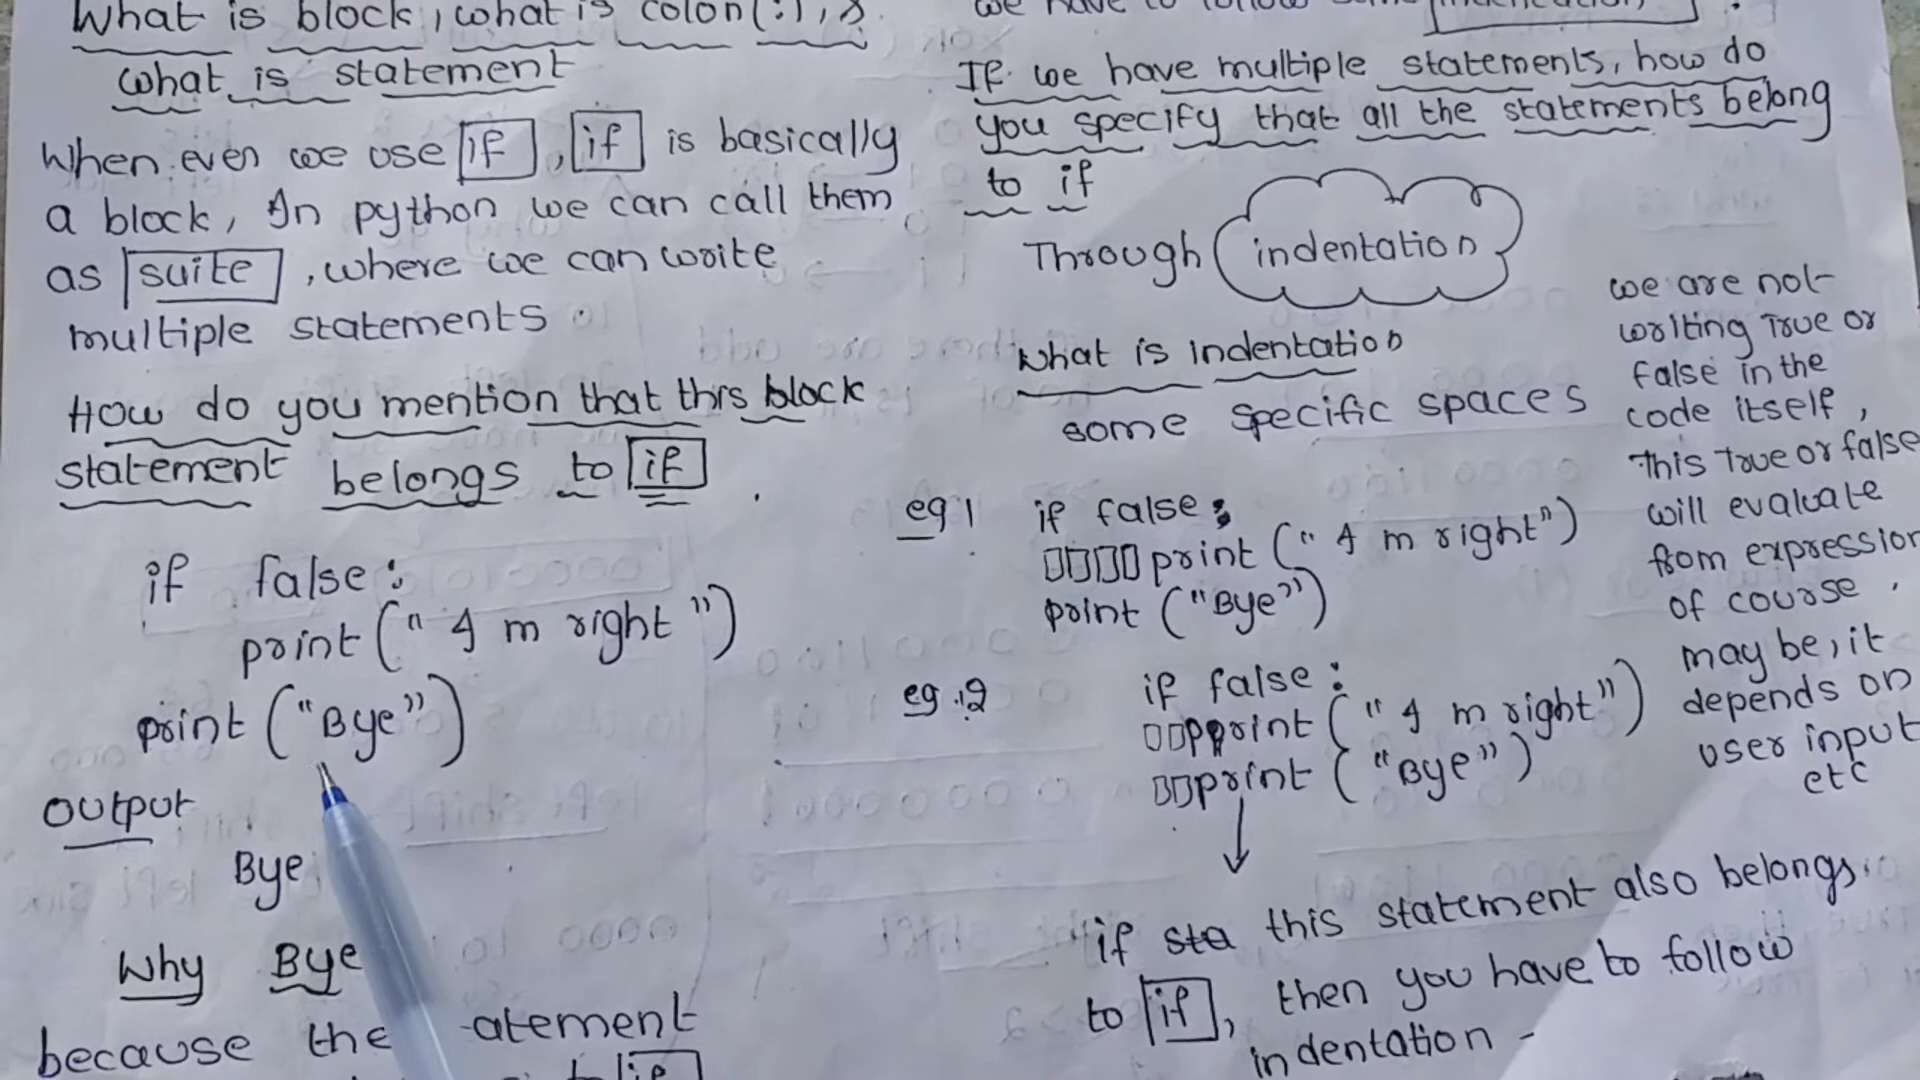 What is block, what is colon(:), &
what is statement
When even we use if, if is basically
a block, In python we can call them
as suite, where we can write
multiple statements.
How do you mention that this block
statement belongs to if
if false:
print("I m right")
print("Bye")
output
Bye
Why Bye
because the atement
if
we have to follow some indentation
If we have multiple statements, how do
you specify that all the statements belong
to if
Through indentation
What is indentation
some specific spaces
eg 1 if false:
print("I m right")
print("Bye")
eg.2 if false:
print("I m right")
print("Bye")
if sta this statement also belongs
to if, then you have to follow
indentation -
we are not
writing True or
false in the
code itself,
This True or false
will evaluate
from expression
of course,
may be, it
depends on
user input
etc